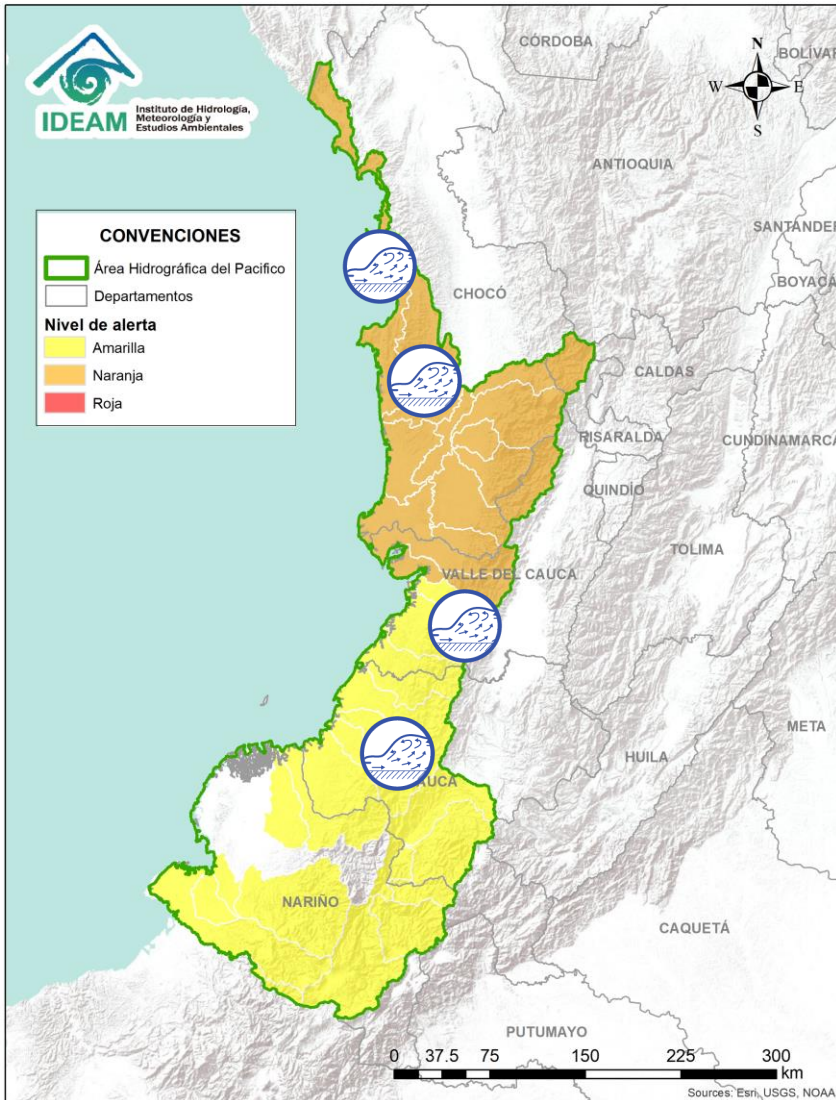 IDEAM
Instituto de Hidrología,
Meteorología y
Estudios Ambientales
CÓRDOBA
BOLÍVAR
N
W
E
S
ANTIOQUIA
SANTANDER
BOYACÁ
CONVENCIONES
Área Hidrográfica del Pacifico
Departamentos
Nivel de alerta
Amarilla
Naranja
Roja
CHOCÓ
CALDAS
RISARALDA
CUNDINAMARCA
QUINDÍO
TOLIMA
VALLE DEL CAUCA
META
HUILA
AUCA
NARIÑO
CAQUETÁ
PUTUMAYO
0 37.5 75 150 225 300
km
Sources: Esri, USGS, NOAA